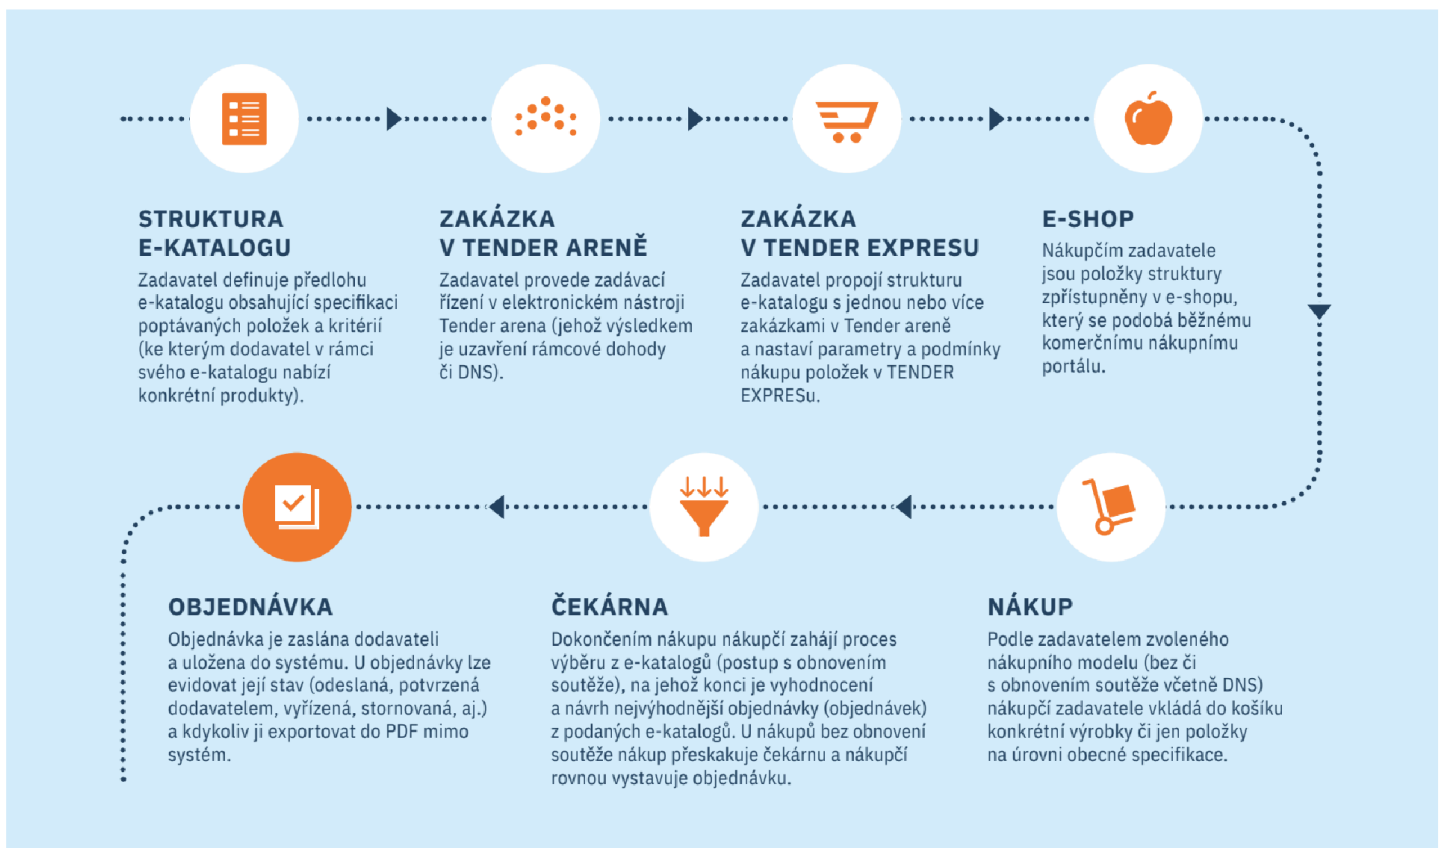 STRUKTURA
E-KATALOGU
Zadavatel definuje předlohu
e-katalogu obsahující specifikaci
poptávaných položek a kritérií
(ke kterým dodavatel v rámci
svého e-katalogu nabízí
konkrétní produkty).
ZAKÁZKA
V TENDER ARENĚ
Zadavatel provede zadávací
řízení v elektronickém nástroji
Tender arena (jehož výsledkem
je uzavření rámcové dohody
či DNS).
ZAKÁZKA
V TENDER EXPRESU
Zadavatel propojí strukturu
e-katalogu s jednou nebo více
zakázkami v Tender areně
a nastaví parametry a podmínky
nákupu položek v TENDER
EXPRESu.
E-SHOP
Nákupčím zadavatele
jsou položky struktury
zpřístupněny v e-shopu,
který se podobá běžnému
komerčnímu nákupnímu
portálu.
OBJEDNÁVKA
Objednávka je zaslána dodavateli
a uložena do systému. U objednávky lze
evidovat její stav (odeslaná, potvrzená
dodavatelem, vyřízená, stornovaná, aj.)
a kdykoliv ji exportovat do PDF mimo
systém.
ČEKÁRNA
Dokončením nákupu nákupčí zahájí proces
výběru z e-katalogů (postup s obnovením
soutěže), na jehož konci je vyhodnocení
a návrh nejvýhodnější objednávky (objednávek)
z podaných e-katalogů. U nákupů bez obnovení
soutěže nákup přeskakuje čekárnu a nákupčí
rovnou vystavuje objednávku.
NÁKUP
Podle zadavatelem zvoleného
nákupního modelu (bez či
s obnovením soutěže včetně DNS)
nákupčí zadavatele vkládá do košíku
konkrétní výrobky či jen položky
na úrovni obecné specifikace.